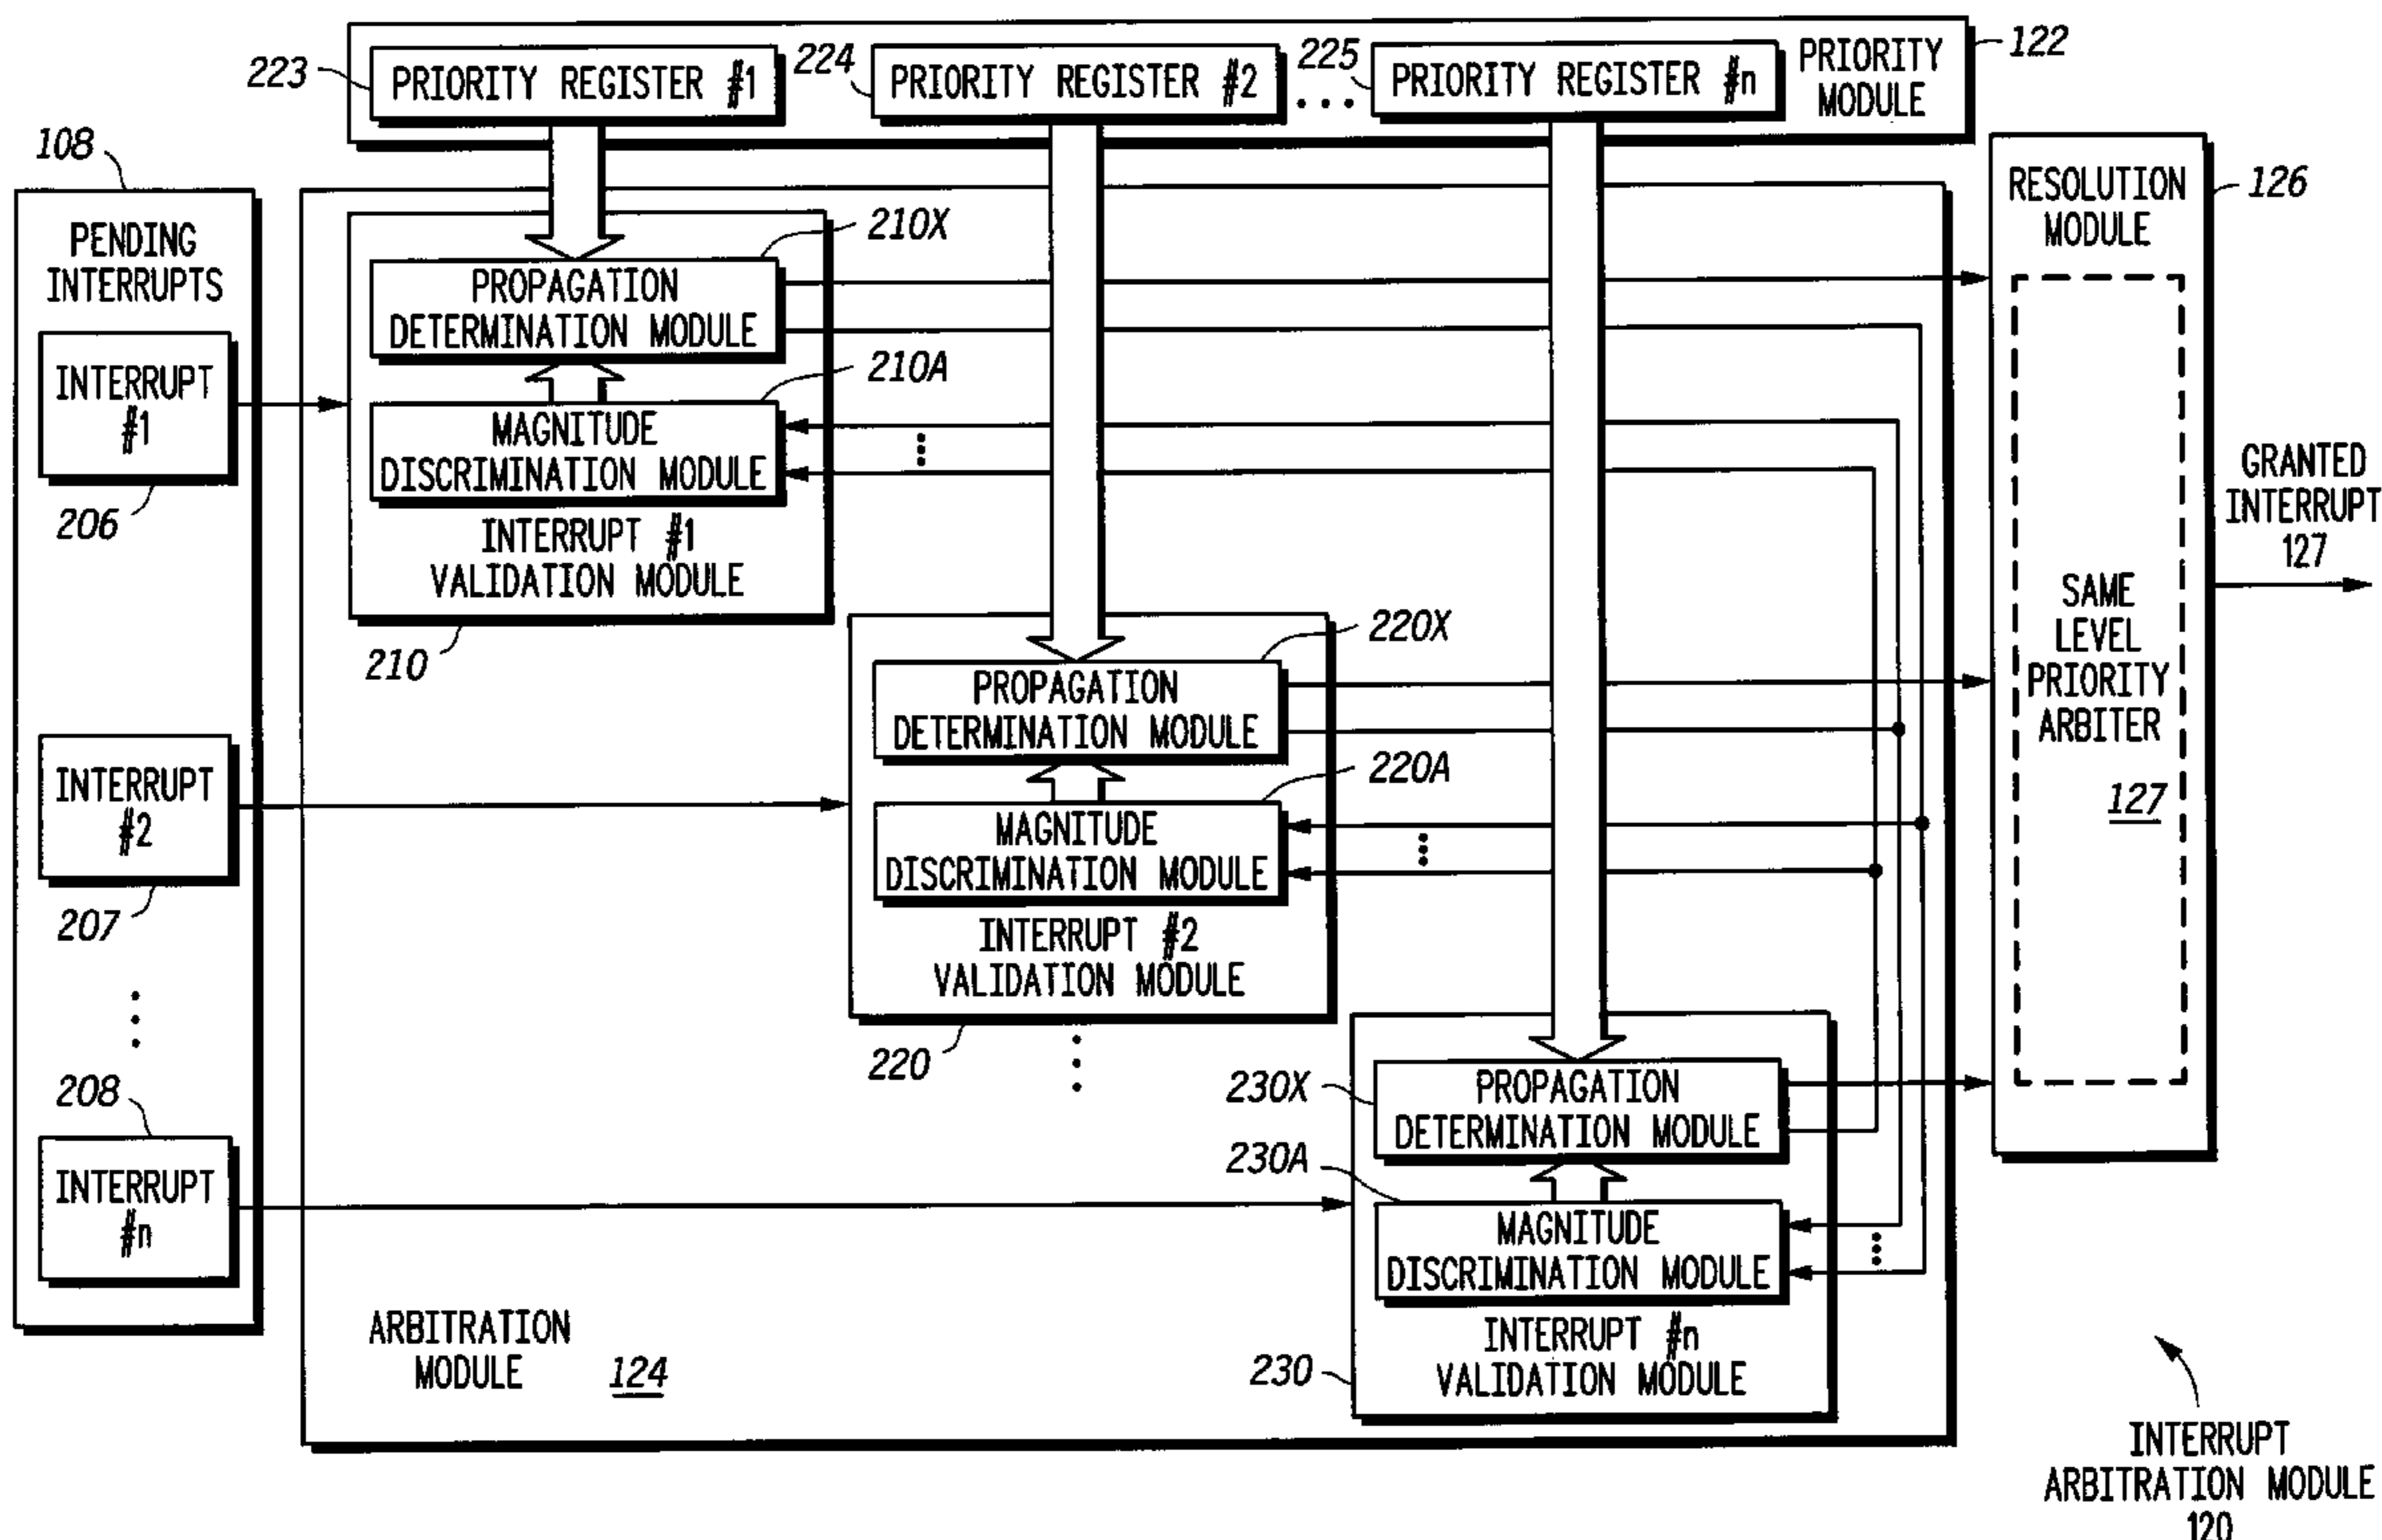 223
PRIORITY REGISTER #1
224
PRIORITY REGISTER #2
...
225
PRIORITY REGISTER #n
PRIORITY
MODULE
122
108
PENDING
INTERRUPTS
INTERRUPT
#1
206
INTERRUPT
#2
207
208
INTERRUPT
#n
210X
PROPAGATION
DETERMINATION MODULE
210A
MAGNITUDE
DISCRIMINATION MODULE
INTERRUPT #1
VALIDATION MODULE
210
220X
PROPAGATION
DETERMINATION MODULE
220A
MAGNITUDE
DISCRIMINATION MODULE
INTERRUPT #2
VALIDATION MODULE
220
230X
PROPAGATION
DETERMINATION MODULE
230A
MAGNITUDE
DISCRIMINATION MODULE
INTERRUPT #n
VALIDATION MODULE
230
ARBITRATION
MODULE
124
RESOLUTION
MODULE
126
SAME
LEVEL
PRIORITY
ARBITER
127
GRANTED
INTERRUPT
127
INTERRUPT
ARBITRATION MODULE
120